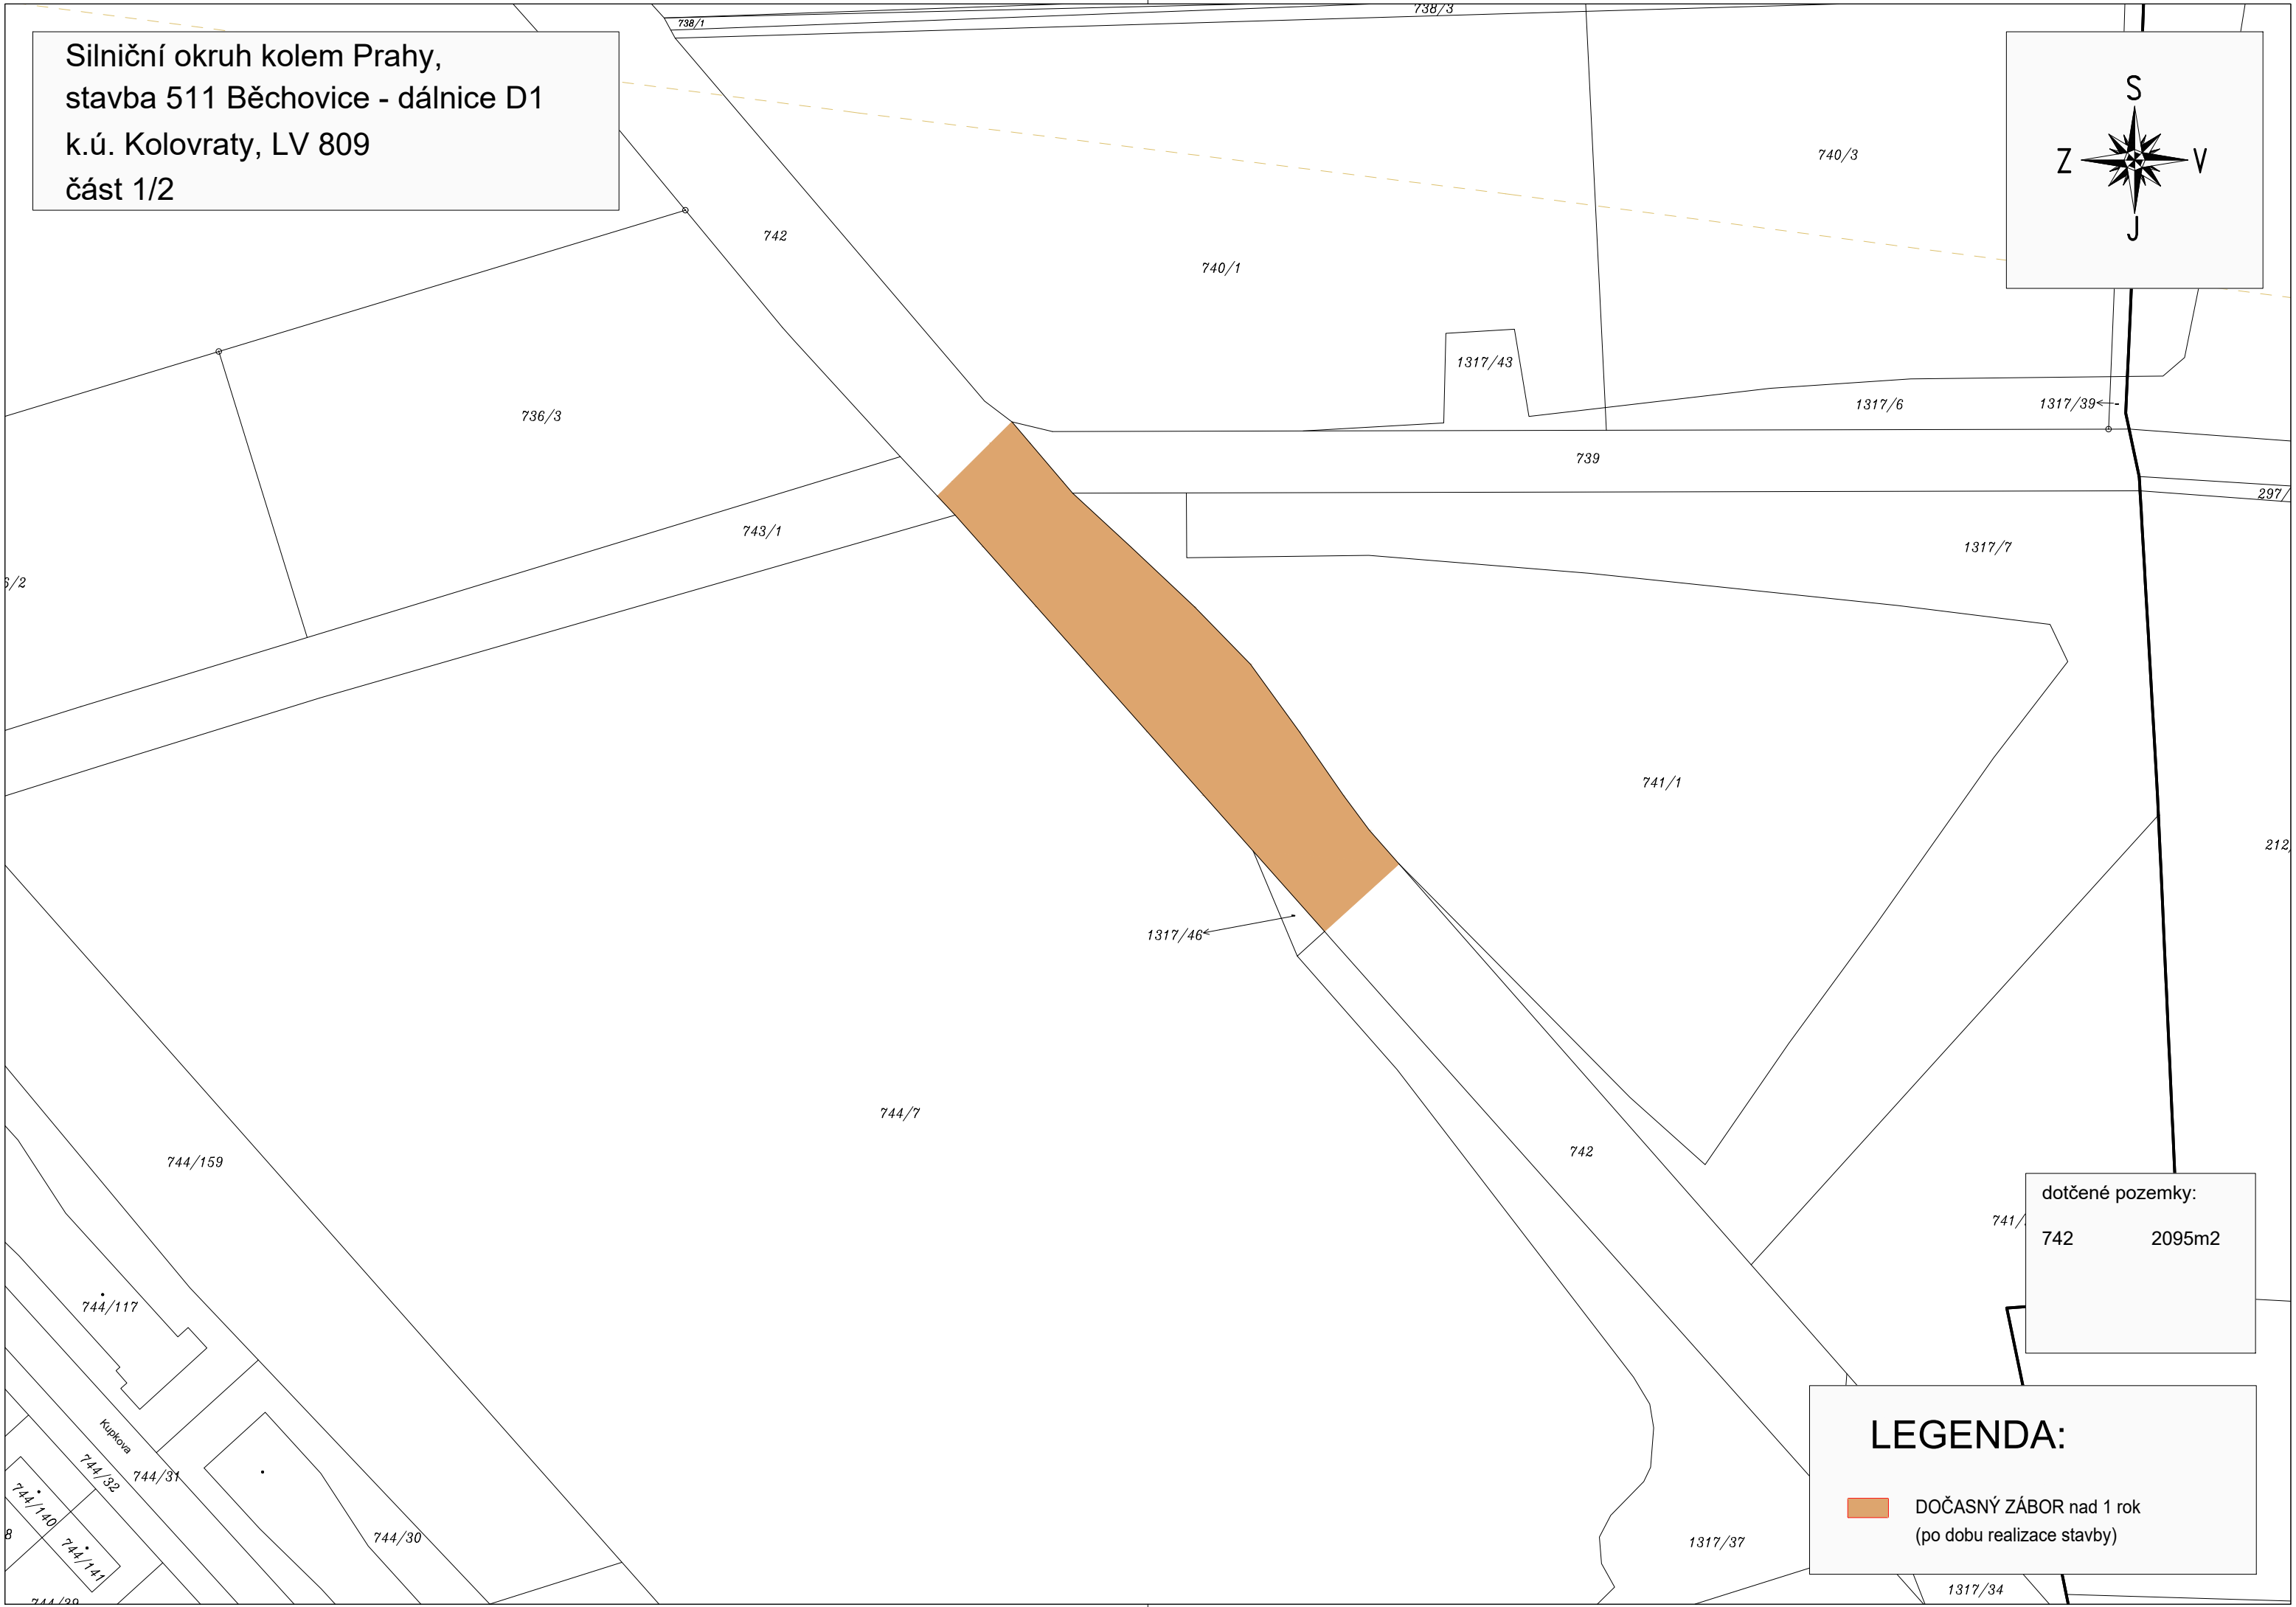 738/1
738/3
Silniční okruh kolem Prahy,
stavba 511 Běchovice - dálnice D1
k.ú. Kolovraty, LV 809
část 1/2
S
Z
V
J
740/3
742
740/1
1317/43
736/3
1317/6
1317/39
739
297/
743/1
1317/7
6/2
741/1
212/
1317/46
744/7
742
744/159
dotčené pozemky:
742 2095m2
741/
744/117
LEGENDA:
Kupkova
744/32
744/31
744/140
744/141
744/30
8
DOČASNÝ ZÁBOR nad 1 rok
(po dobu realizace stavby)
1317/37
1317/34